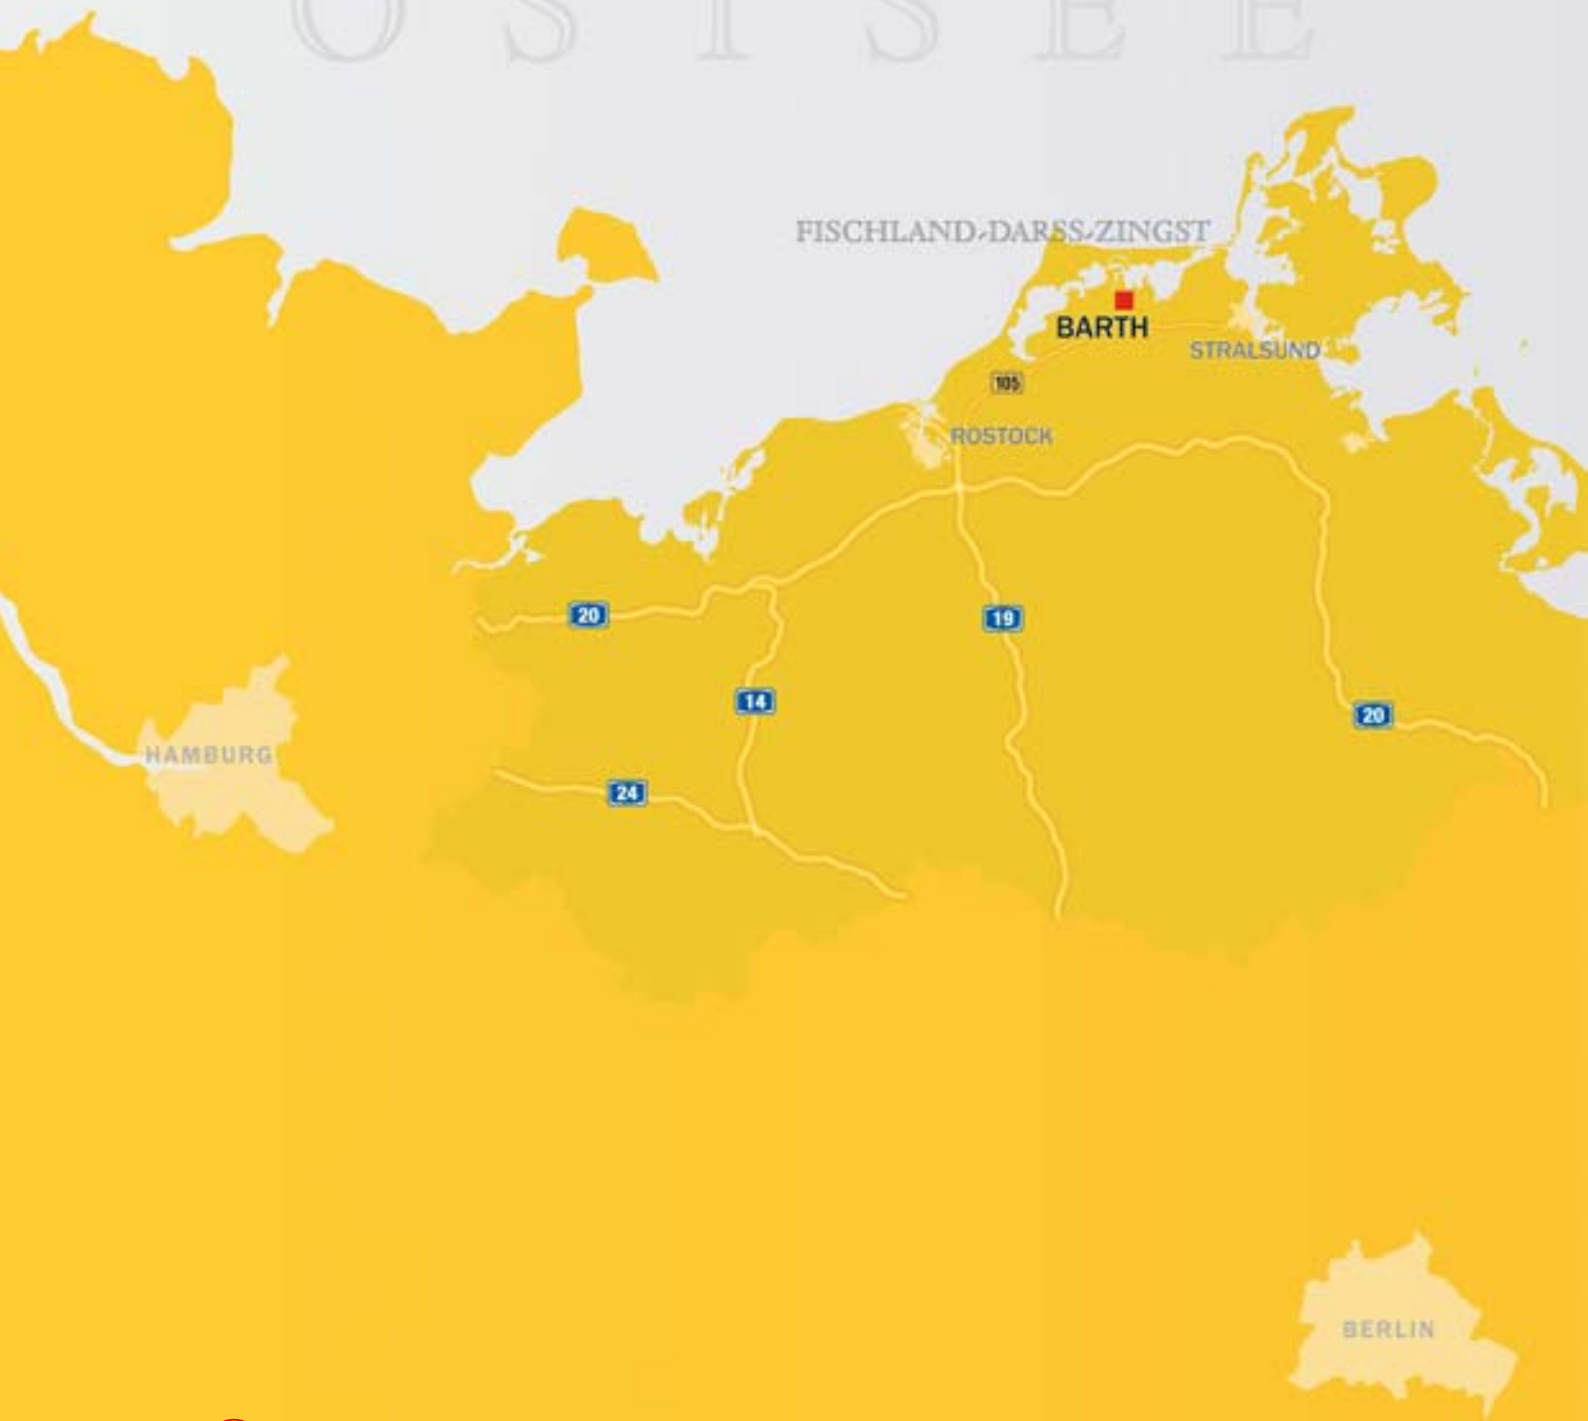 OSTSEE
FISCHLAND-DARSS-ZINGST
BARTH
STRALSUND
105
ROSTOCK
20
19
14
20
HAMBURG
24
BERLIN